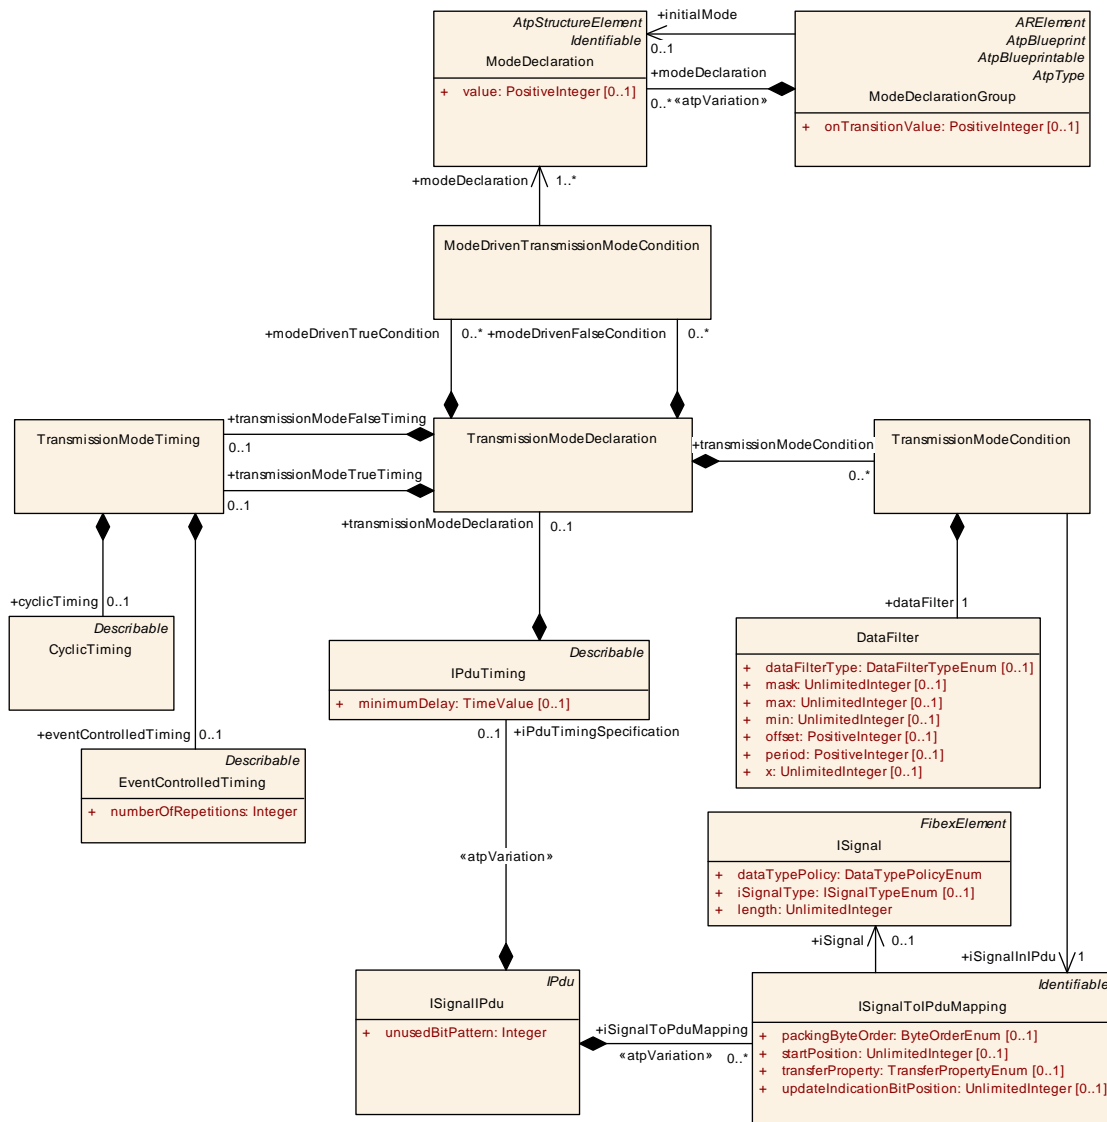 AtpStructureElement
Identifiable
ModeDeclaration
+ value: PositiveInteger [0..1]
+initialMode
0..1
+modeDeclaration
0..* «atpVariation»
ARElement
AtpBlueprint
AtpBlueprintable
AtpType
ModeDeclarationGroup
+ onTransitionValue: PositiveInteger [0..1]
+modeDeclaration 1..*
ModeDrivenTransmissionModeCondition
+modeDrivenTrueCondition 0..* +modeDrivenFalseCondition 0..*
TransmissionModeTiming
+transmissionModeFalseTiming
0..1
+transmissionModeTrueTiming
0..1
TransmissionModeDeclaration
+transmissionModeCondition
0..*
TransmissionModeCondition
+transmissionModeDeclaration 0..1
+cyclicTiming 0..1
Describable
CyclicTiming
+eventControlledTiming 0..1
Describable
EventControlledTiming
+ numberOfRepetitions: Integer
Describable
IPduTiming
+ minimumDelay: TimeValue [0..1]
0..1 +iPduTimingSpecification
+dataFilter 1
DataFilter
+ dataFilterType: DataFilterTypeEnum [0..1]
+ mask: UnlimitedInteger [0..1]
+ max: UnlimitedInteger [0..1]
+ min: UnlimitedInteger [0..1]
+ offset: PositiveInteger [0..1]
+ period: PositiveInteger [0..1]
+ x: UnlimitedInteger [0..1]
«atpVariation»
FibexElement
ISignal
+ dataTypePolicy: DataTypePolicyEnum
+ iSignalType: ISignalTypeEnum [0..1]
+ length: UnlimitedInteger
+iSignal 0..1
+iSignalInIPdu 1
IPdu
ISignalIPdu
+ unusedBitPattern: Integer
+iSignalToPduMapping
«atpVariation» 0..*
Identifiable
ISignalToIPduMapping
+ packingByteOrder: ByteOrderEnum [0..1]
+ startPosition: UnlimitedInteger [0..1]
+ transferProperty: TransferPropertyEnum [0..1]
+ updateIndicationBitPosition: UnlimitedInteger [0..1]